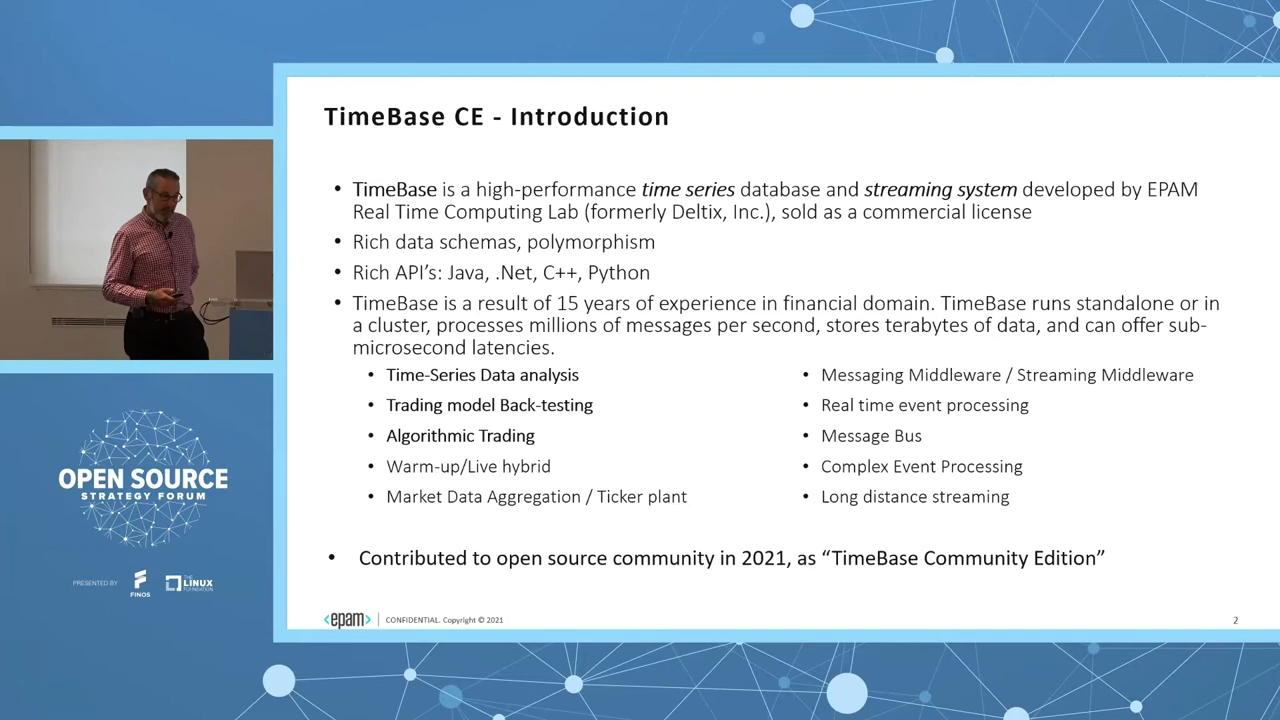 TimeBase CE - Introduction
• TimeBase is a high-performance time series database and streaming system developed by EPAM
Real Time Computing Lab (formerly Deltix, Inc.), sold as a commercial license
• Rich data schemas, polymorphism
• Rich API’s: Java, .Net, C++, Python
• TimeBase is a result of 15 years of experience in financial domain. TimeBase runs standalone or in
a cluster, processes millions of messages per second, stores terabytes of data, and can offer sub-
microsecond latencies.
• Time-Series Data analysis
• Trading model Back-testing
• Algorithmic Trading
• Warm-up/Live hybrid
• Market Data Aggregation / Ticker plant
• Messaging Middleware / Streaming Middleware
• Real time event processing
• Message Bus
• Complex Event Processing
• Long distance streaming
• Contributed to open source community in 2021, as “TimeBase Community Edition”
<epam> | CONFIDENTIAL. Copyright © 2021
2
OPEN SOURCE
STRATEGY FORUM
PRESENTED BY
FINOS
THE
LINUX
FOUNDATION